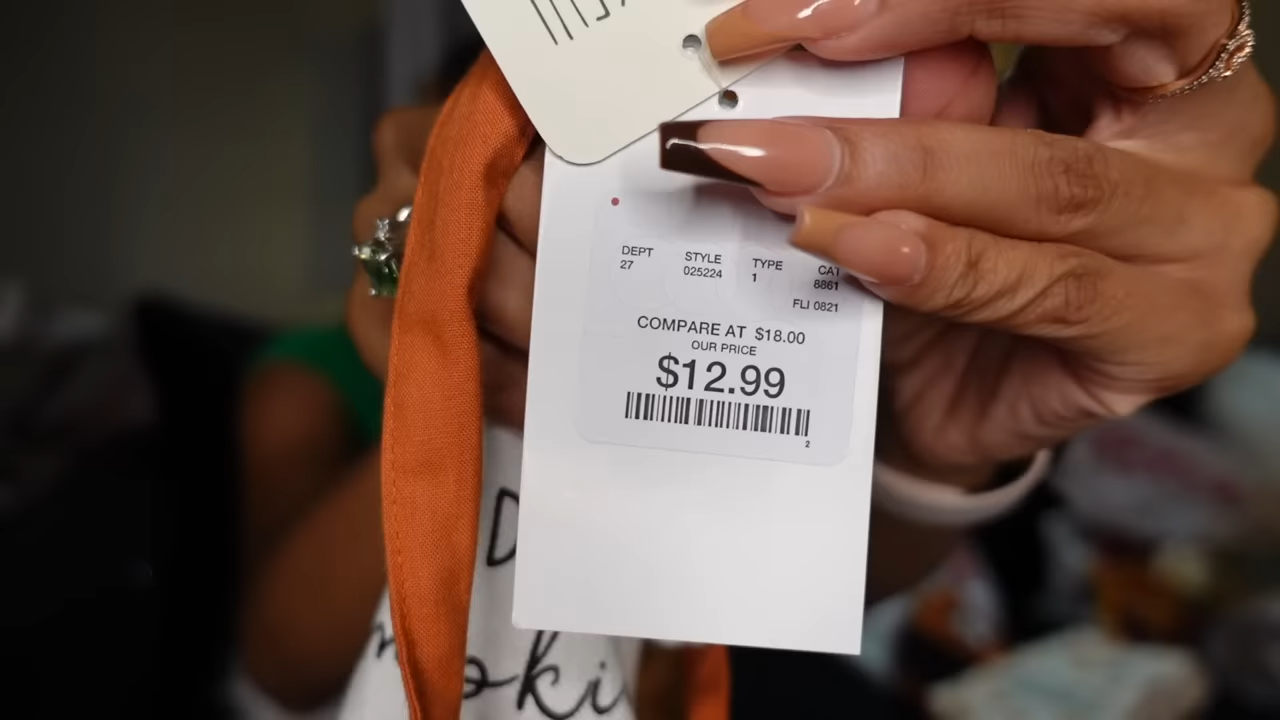 DEPT STYLE TYPE CAT
27 025224 1 8861
FLI 0821
COMPARE AT $18.00
OUR PRICE
$12.99
2
D
oki